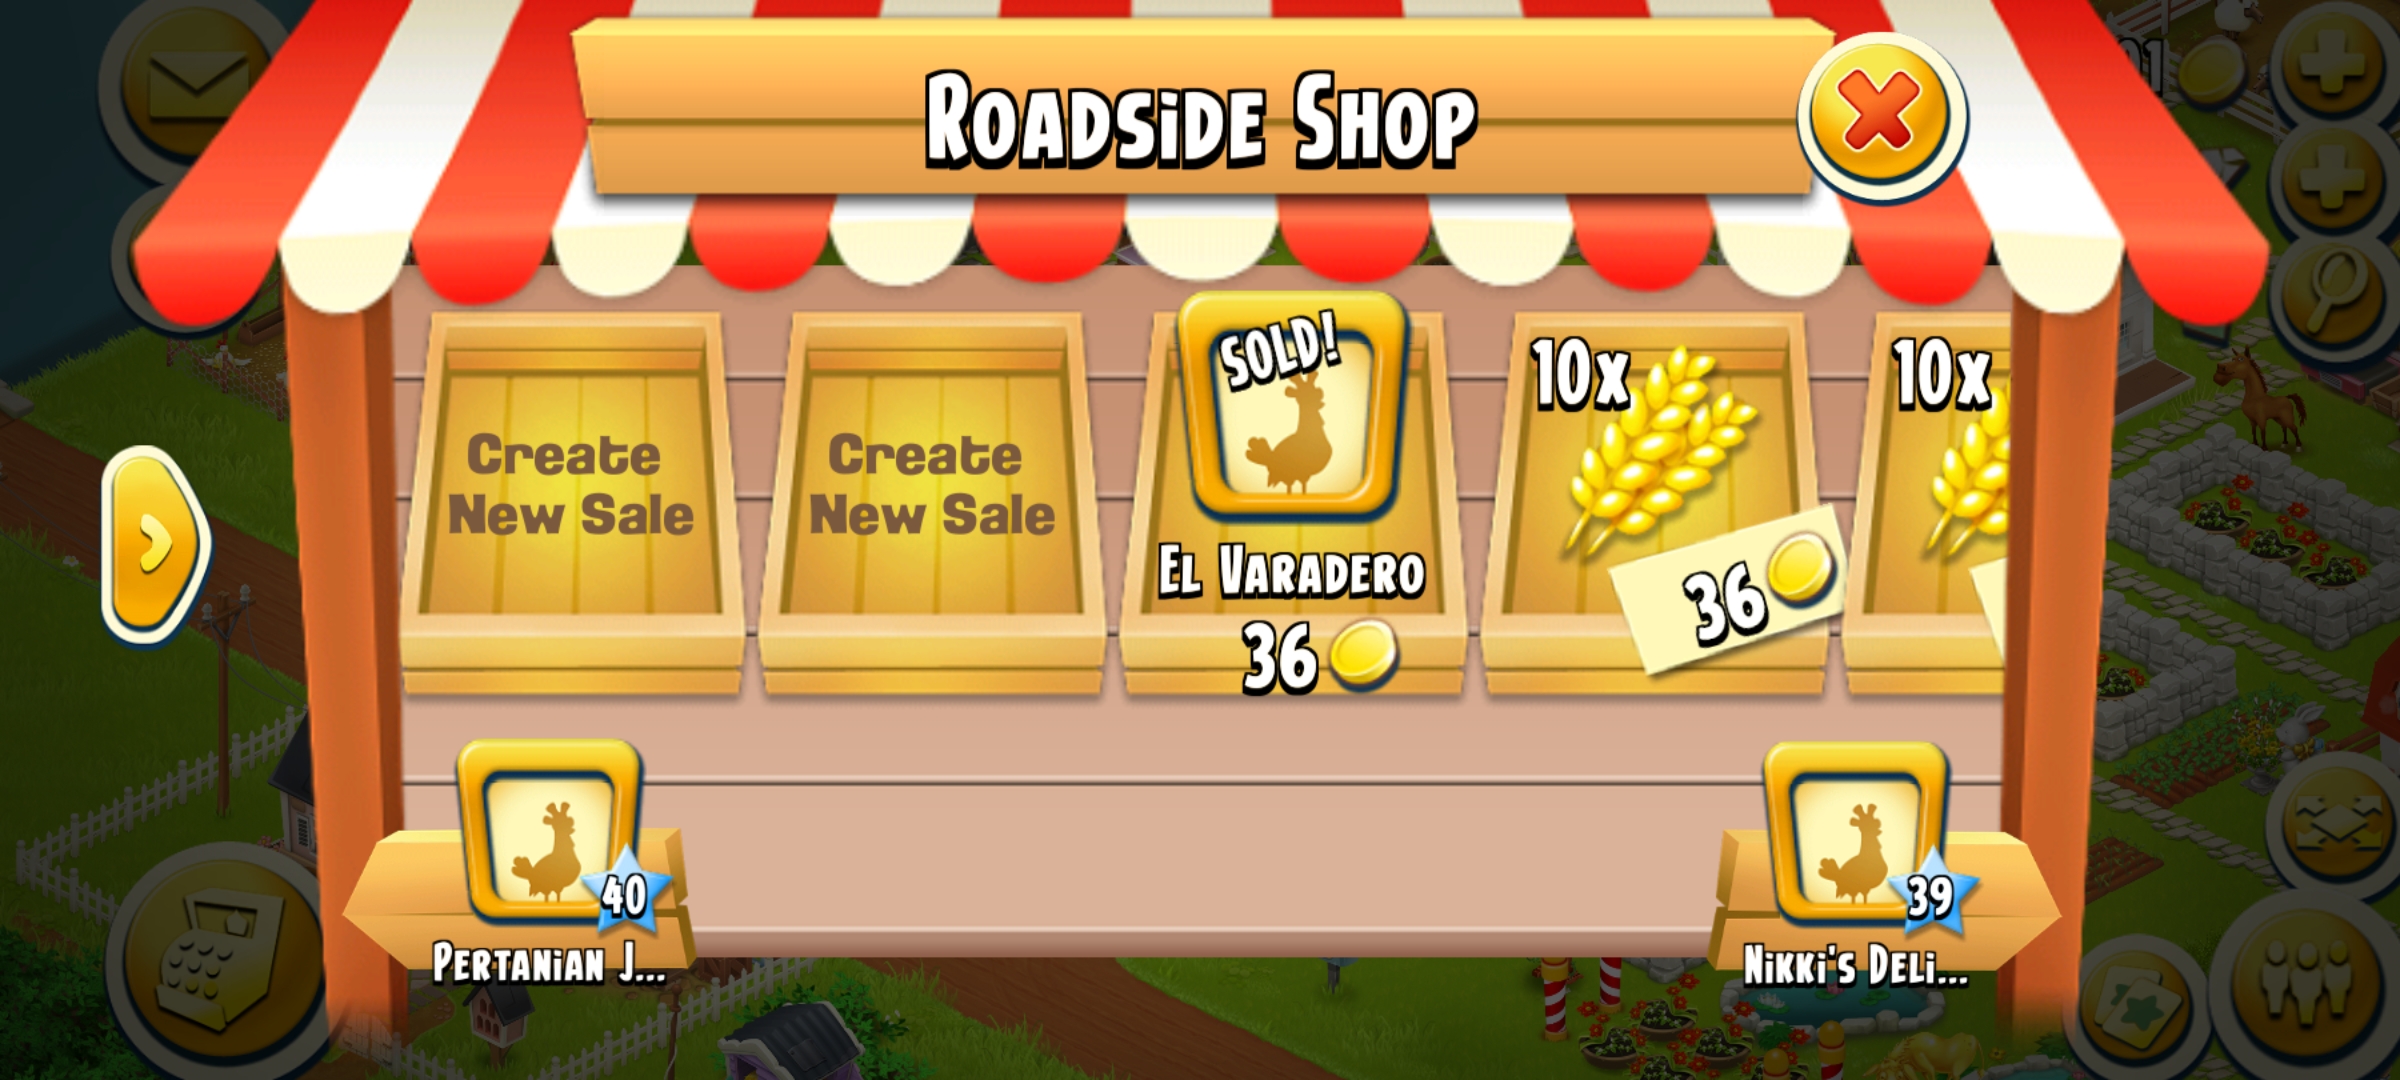 Roadside Shop
Create
New Sale
Create
New Sale
SOLD!
El Varadero
36
10x
36
10x
40
Pertanian J...
39
Nikki's Deli...